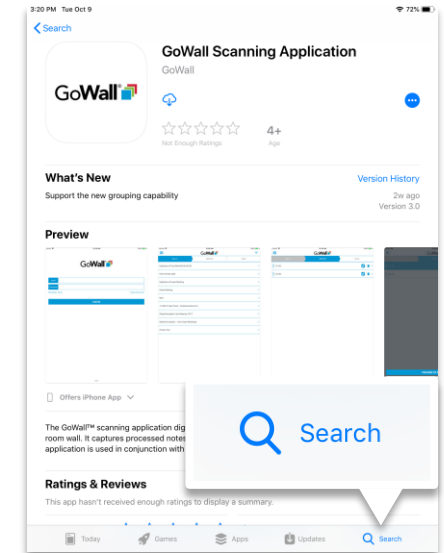 3:20 PM Tue Oct 9
72%
Search
GoWall
GoWall Scanning Application
GoWall
Not Enough Ratings
4+
Age
What's New
Version History
Support the new grouping capability
2w ago
Version 3.0
Preview
GoWall
GoWall
GoWall
Offers iPhone App
The GoWall™ scanning application dig
room wall. It captures processed notes
application is used in conjunction with
Search
Ratings & Reviews
This app hasn't received enough ratings to display a summary.
Today
Games
Apps
Updates
Search